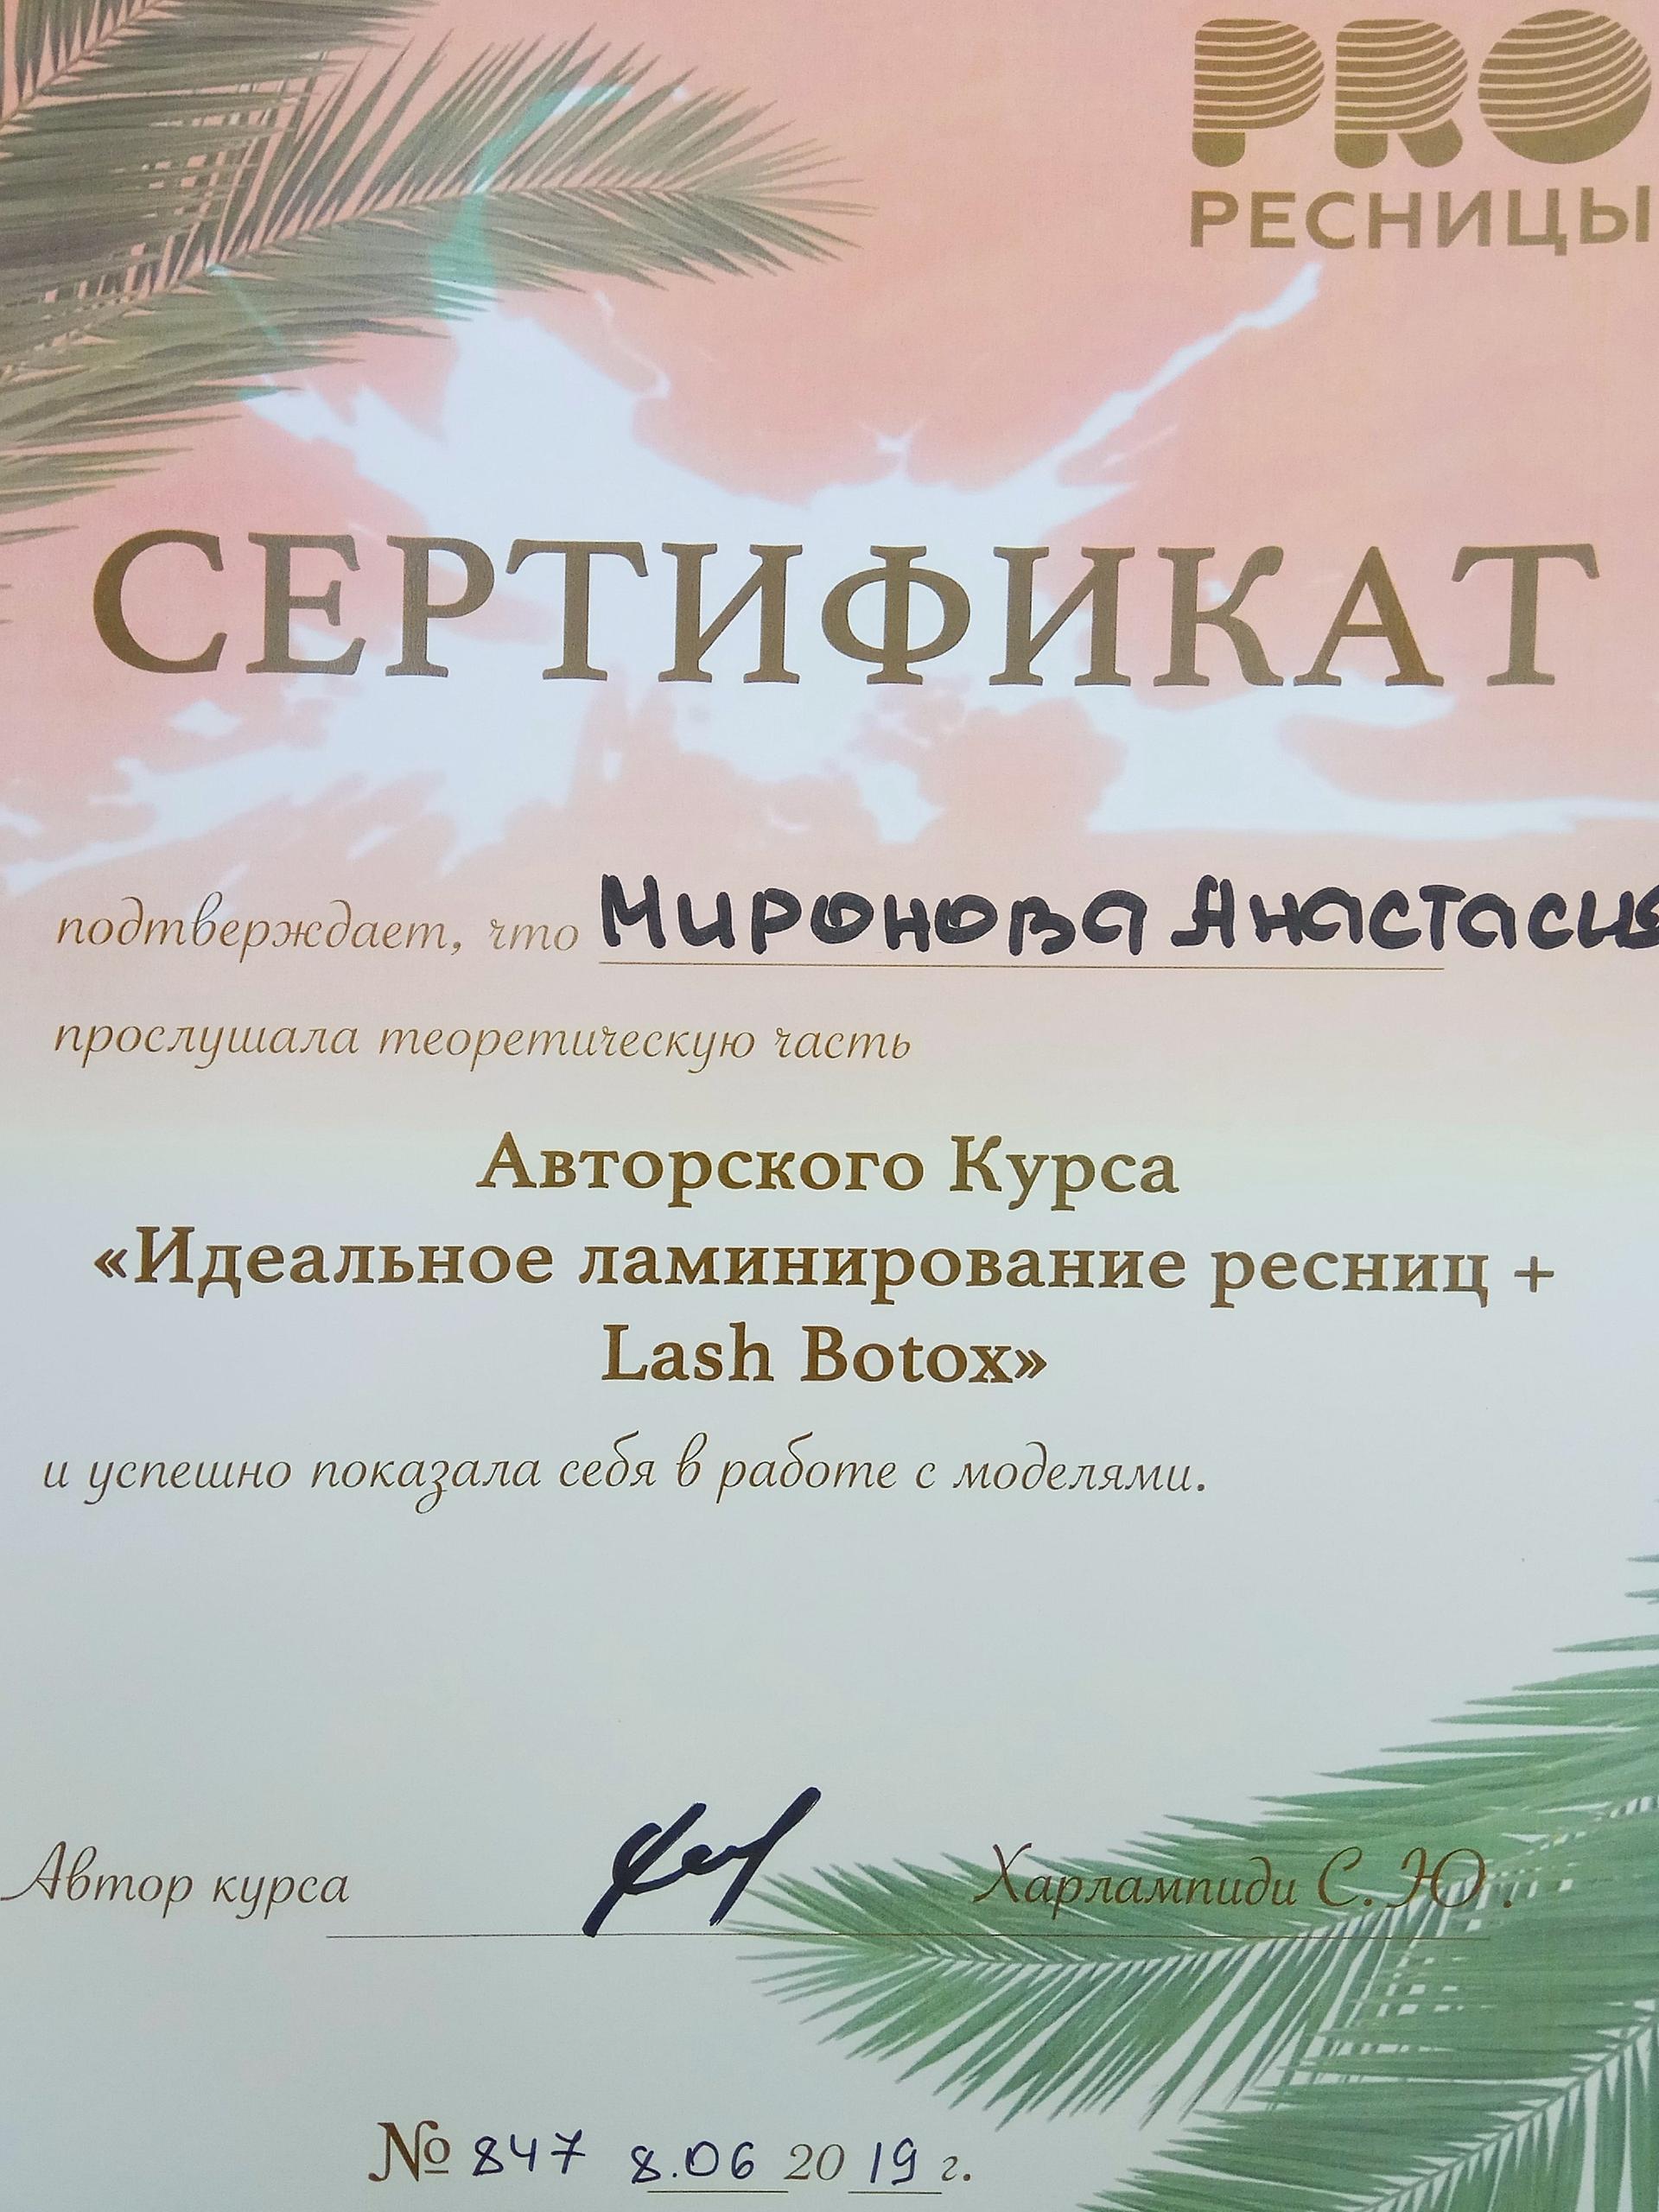 PRO
РЕСНИЦЫ
СЕРТИФИКАТ
подтверждает, что Миронова Анастасия
прослушала теоретическую часть
Авторского Курса
«Идеальное ламинирование ресниц +
Lash Botox»
и успешно показала себя в работе с моделями.
Автор курса Харлампиди С. Ю.
№ 847 8.06 2019 г.